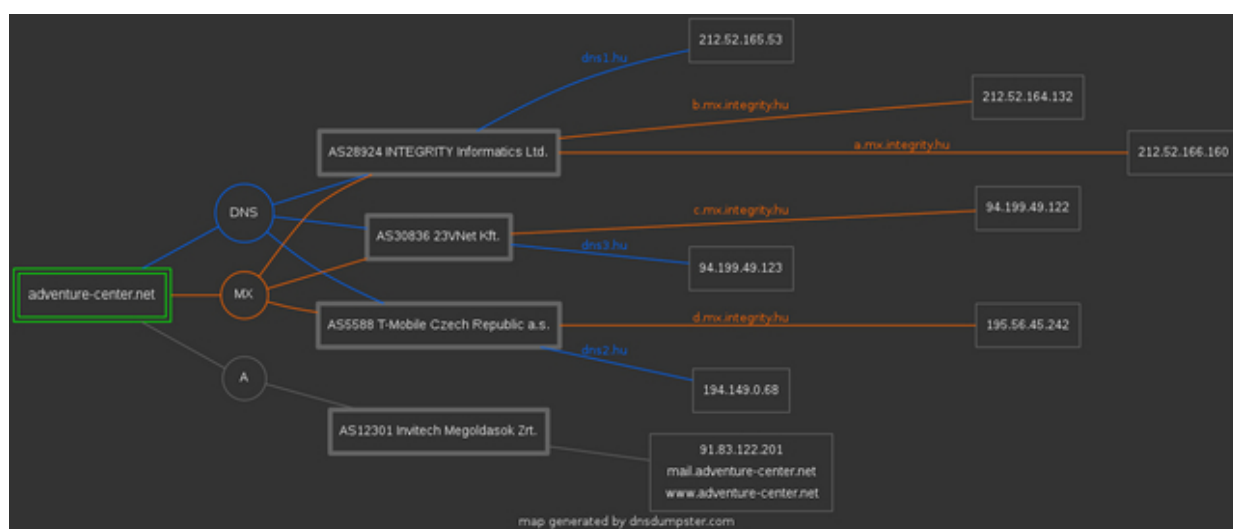 212.52.165.53
dns1.hu
b.mx.integrity.hu
212.52.164.132
AS28924 INTEGRITY Informatics Ltd.
a.mx.integrity.hu
212.52.166.160
DNS
c.mx.integrity.hu
94.199.49.122
AS30836 23VNet Kft.
dns3.hu
94.199.49.123
adventure-center.net
MX
AS5588 T-Mobile Czech Republic a.s.
d.mx.integrity.hu
195.56.45.242
dns2.hu
194.149.0.68
A
AS12301 Invitech Megoldasok Zrt.
91.83.122.201
mail.adventure-center.net
www.adventure-center.net
map generated by dnsdumpster.com